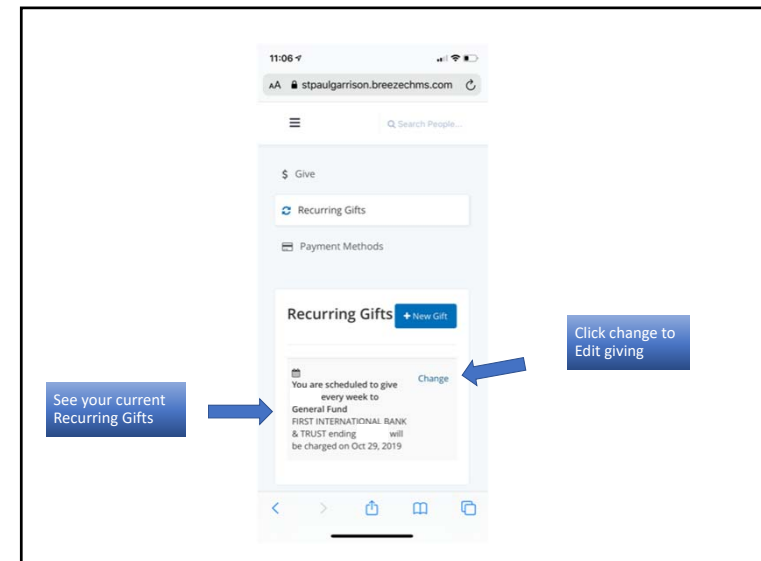 11:06
AA stpaulgarrison.breezechms.com
Search People...
$ Give
Recurring Gifts
Payment Methods
Recurring Gifts
+ New Gift
You are scheduled to give
every week to
General Fund
FIRST INTERNATIONAL BANK
& TRUST ending will
be charged on Oct 29, 2019
Change
See your current
Recurring Gifts
Click change to
Edit giving